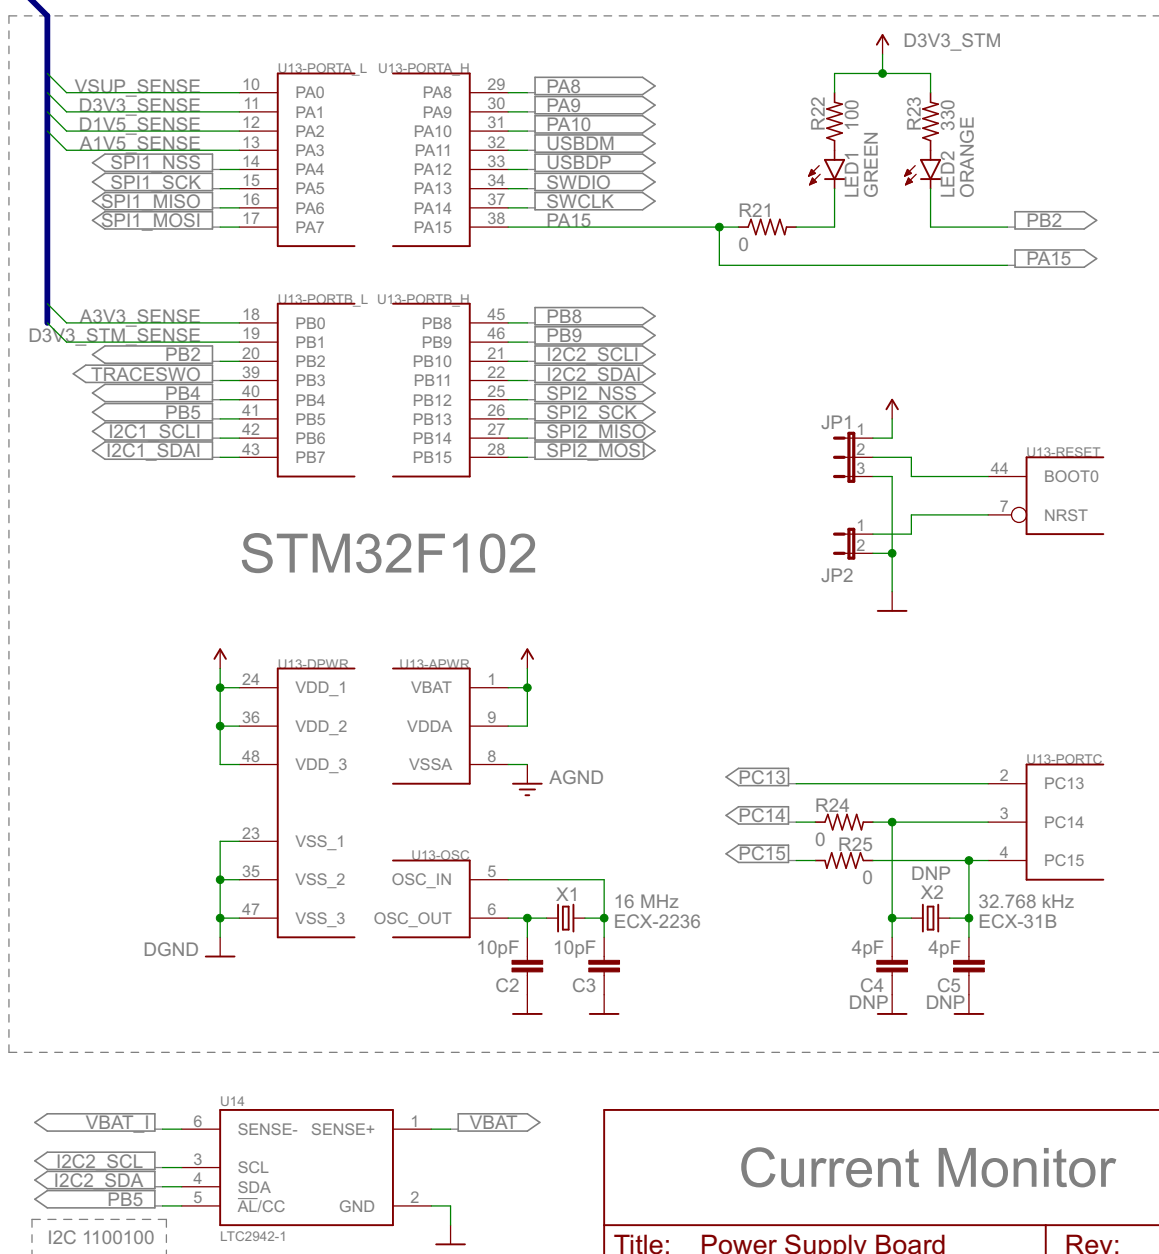 D3V3_STM
U13-PORTA_L U13-PORTA_H
VSUP_SENSE 10 PA0 PA8 29 PA8
D3V3_SENSE 11 PA1 PA9 30 PA9
D1V5_SENSE 12 PA2 PA10 31 PA10
A1V5_SENSE 13 PA3 PA11 32 USBDM
SPI1_NSS 14 PA4 PA12 33 USBDP
SPI1_SCK 15 PA5 PA13 34 SWDIO
SPI1_MISO 16 PA6 PA14 37 SWCLK
SPI1_MOSI 17 PA7 PA15 38 PA15
R22
100
R23
330
LED1
GREEN
LED2
ORANGE
R21
0
PB2
PA15
U13-PORTB_L U13-PORTB_H
A3V3_SENSE 18 PB0 PB8 45 PB8
D3V3_STM_SENSE 19 PB1 PB9 46 PB9
PB2 20 PB2 PB10 21 I2C2_SCLI
TRACESWO 39 PB3 PB11 22 I2C2_SDAI
PB4 40 PB4 PB12 25 SPI2_NSS
PB5 41 PB5 PB13 26 SPI2_SCK
I2C1_SCLI 42 PB6 PB14 27 SPI2_MISO
I2C1_SDAI 43 PB7 PB15 28 SPI2_MOSI
JP1
1
2
3
U13-RESET
44 BOOT0
7 NRST
1
2
JP2
STM32F102
U13-DPWR U13-APWR
24 VDD_1 VBAT 1
36 VDD_2 VDDA 9
48 VDD_3 VSSA 8
AGND
23 VSS_1
35 VSS_2
47 VSS_3
DGND
U13-OSC
OSC_IN 5
OSC_OUT 6
X1
16 MHz
ECX-2236
10pF 10pF
C2 C3
U13-PORTC
PC13 2 PC13
PC14 R24 3 PC14
0
PC15 R25 4 PC15
0
DNP
X2
32.768 kHz
ECX-31B
4pF 4pF
C4 C5
DNP DNP
U14
VBAT_I 6 SENSE- SENSE+ 1 VBAT
I2C2_SCL 3 SCL
I2C2_SDA 4 SDA
PB5 5 AL/CC GND 2
LTC2942-1
I2C 1100100
Current Monitor
Title: Power Supply Board Rev: